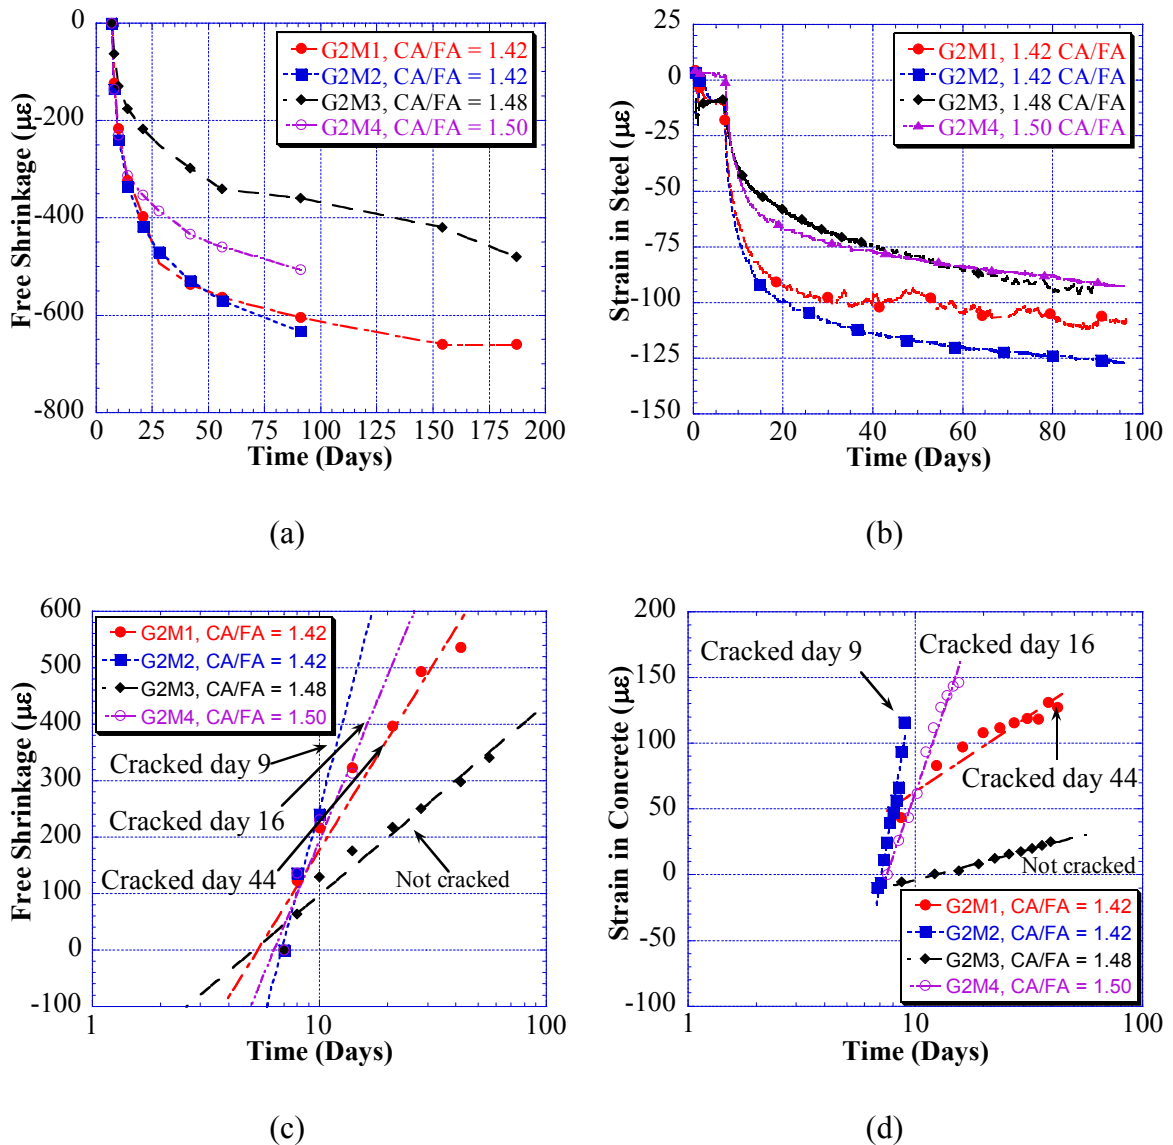 0
-200
-400
-600
-800
Free Shrinkage (με)
G2M1, CA/FA = 1.42
G2M2, CA/FA = 1.42
G2M3, CA/FA = 1.48
G2M4, CA/FA = 1.50
0 25 50 75 100 125 150 175 200
Time (Days)
(a)
25
0
-25
-50
-75
-100
-125
-150
Strain in Steel (με)
G2M1, 1.42 CA/FA
G2M2, 1.42 CA/FA
G2M3, 1.48 CA/FA
G2M4, 1.50 CA/FA
0 20 40 60 80 100
Time (Days)
(b)
600
500
400
300
200
100
0
-100
Free Shrinkage (με)
G2M1, CA/FA = 1.42
G2M2, CA/FA = 1.42
G2M3, CA/FA = 1.48
G2M4, CA/FA = 1.50
Cracked day 9
Cracked day 16
Cracked day 44
Not cracked
1 10 100
Time (Days)
(c)
200
150
100
50
0
-50
-100
Strain in Concrete (με)
Cracked day 16
Cracked day 9
Cracked day 44
Not cracked
G2M1, CA/FA = 1.42
G2M2, CA/FA = 1.42
G2M3, CA/FA = 1.48
G2M4, CA/FA = 1.50
1 10 100
Time (Days)
(d)